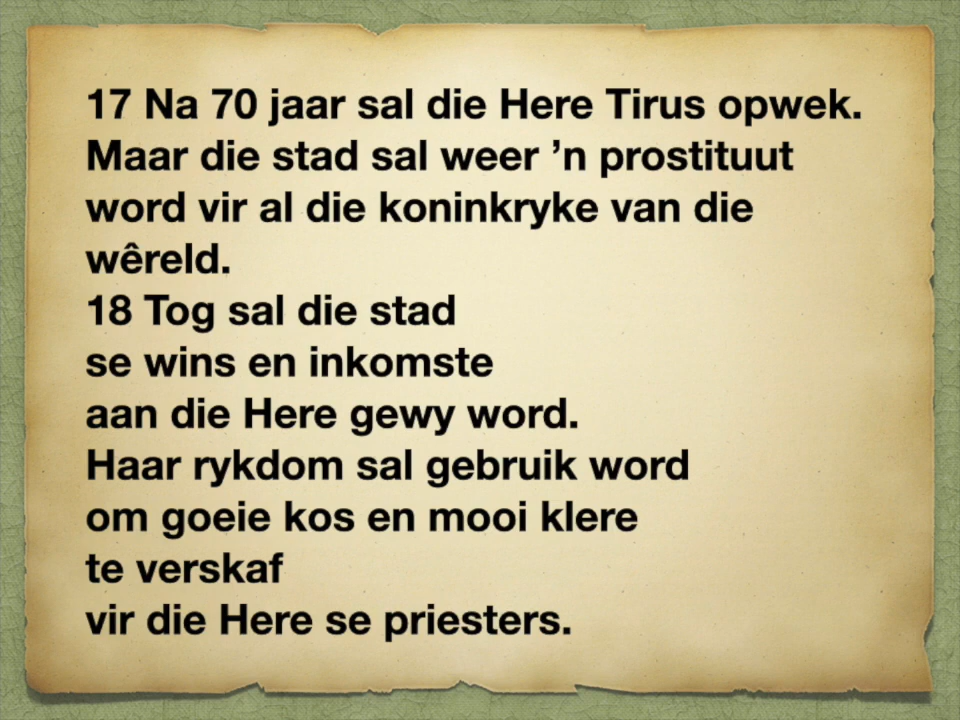 17 Na 70 jaar sal die Here Tirus opwek.
Maar die stad sal weer ’n prostituut
word vir al die koninkryke van die
wêreld.
18 Tog sal die stad
se wins en inkomste
aan die Here gewy word.
Haar rykdom sal gebruik word
om goeie kos en mooi klere
te verskaf
vir die Here se priesters.